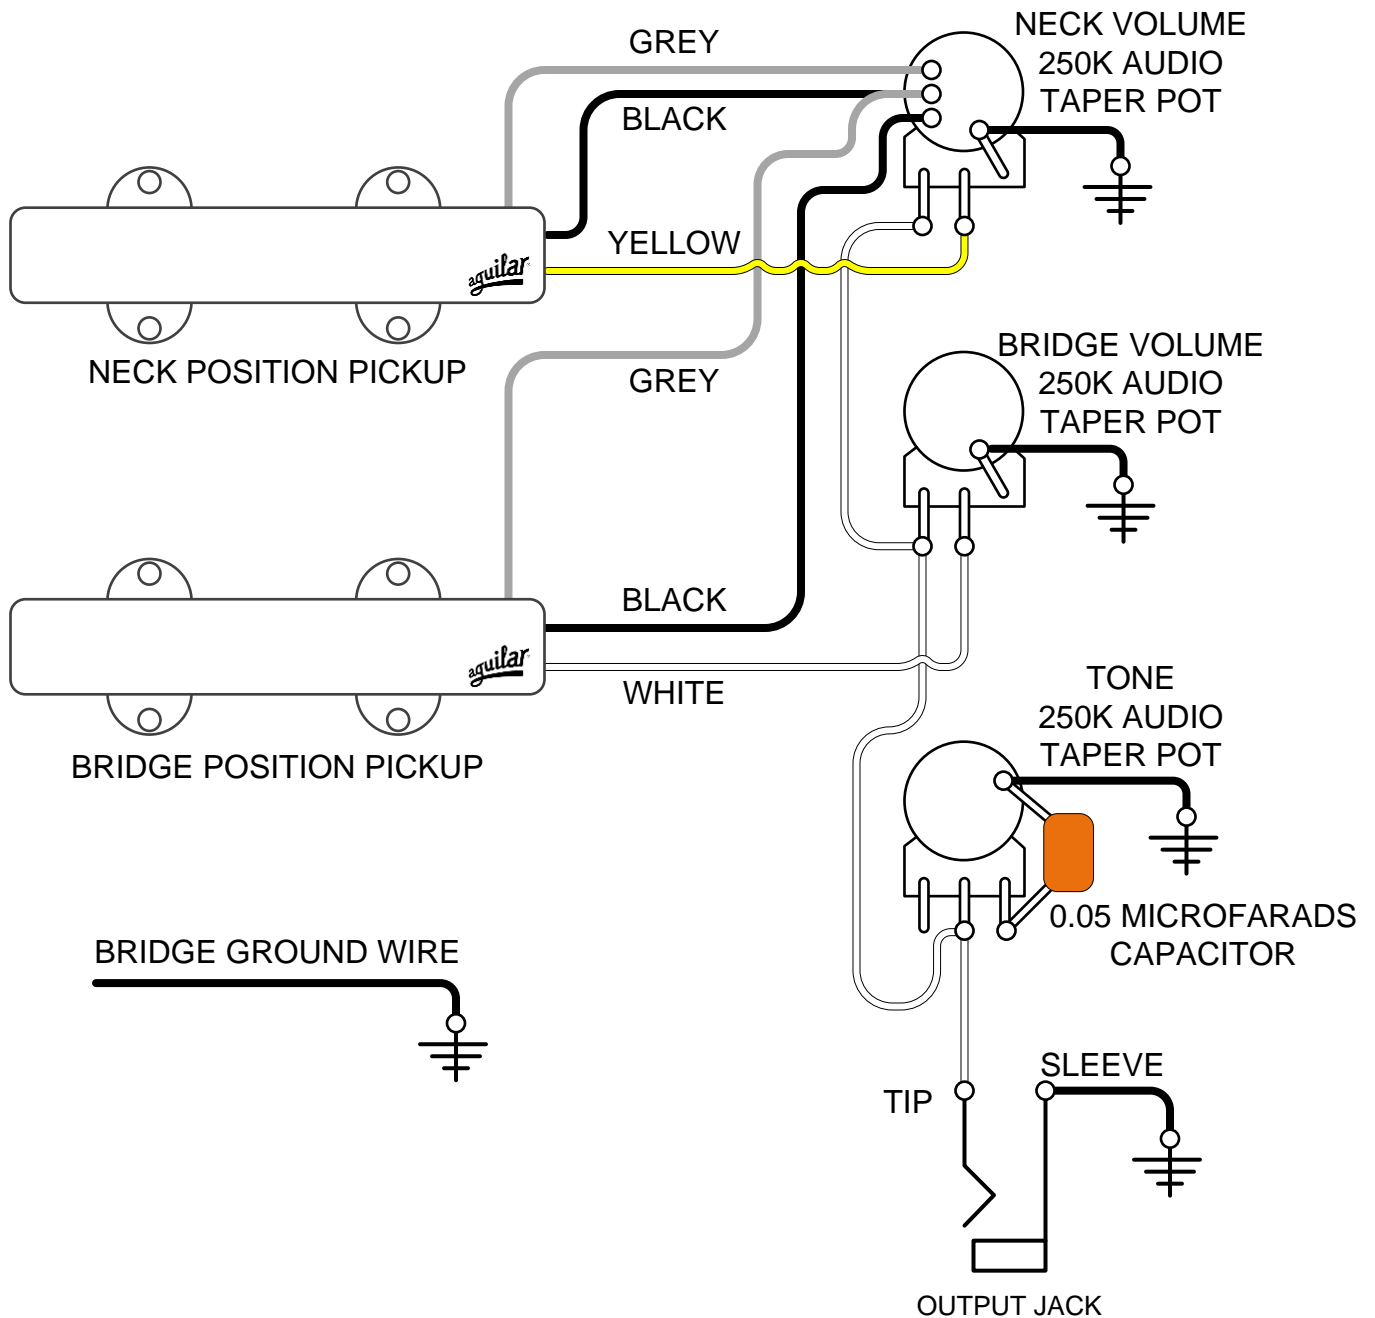 GREY
NECK VOLUME
250K AUDIO
TAPER POT
BLACK
YELLOW
aguilar
NECK POSITION PICKUP
GREY
BRIDGE VOLUME
250K AUDIO
TAPER POT
BLACK
aguilar
WHITE
BRIDGE POSITION PICKUP
TONE
250K AUDIO
TAPER POT
0.05 MICROFARADS
CAPACITOR
BRIDGE GROUND WIRE
SLEEVE
TIP
OUTPUT JACK